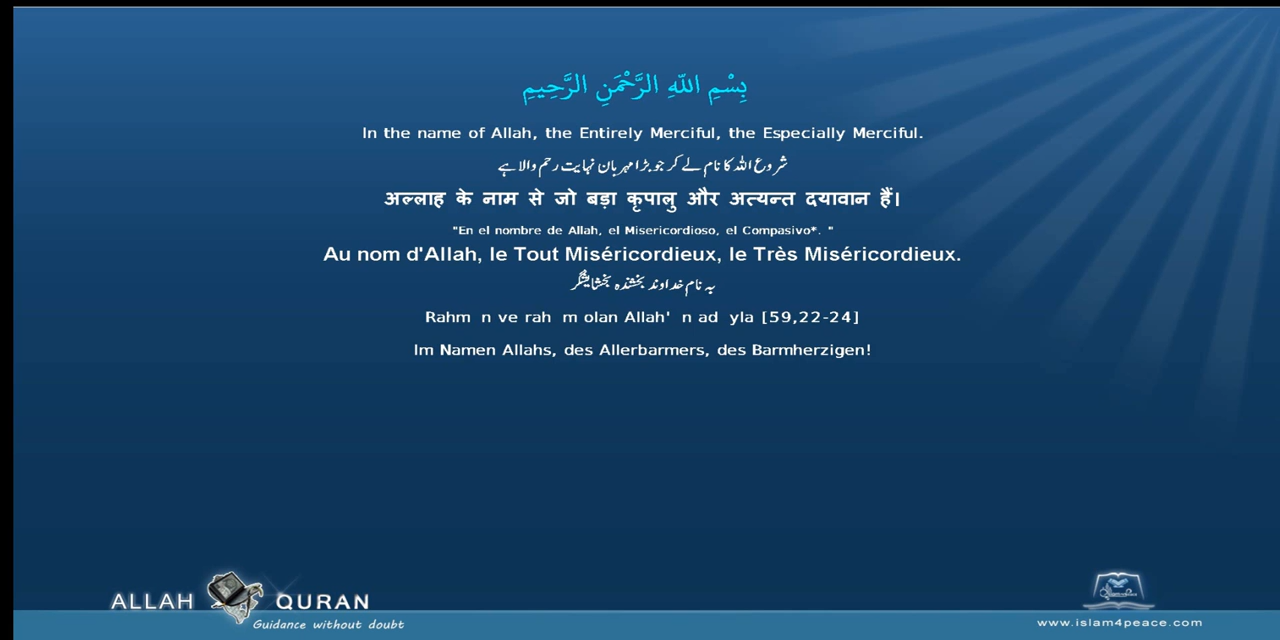 بِسْمِ اللَّهِ الرَّحْمَنِ الرَّحِيمِ
In the name of Allah, the Entirely Merciful, the Especially Merciful.
شروع اللہ کا نام لے کر جو بڑا مہربان نہایت رحم والا ہے
अल्लाह के नाम से जो बड़ा कृपालु और अत्यन्त दयावान हैं।
"En el nombre de Allah, el Misericordioso, el Compasivo*. "
Au nom d'Allah, le Tout Miséricordieux, le Très Miséricordieux.
به نام خداوند بخشنده بخشایشگر
Rahm n ve rah m olan Allah' n ad yla [59,22-24]
Im Namen Allahs, des Allerbarmers, des Barmherzigen!
ALLAH QURAN
Guidance without doubt
www.islam4peace.com